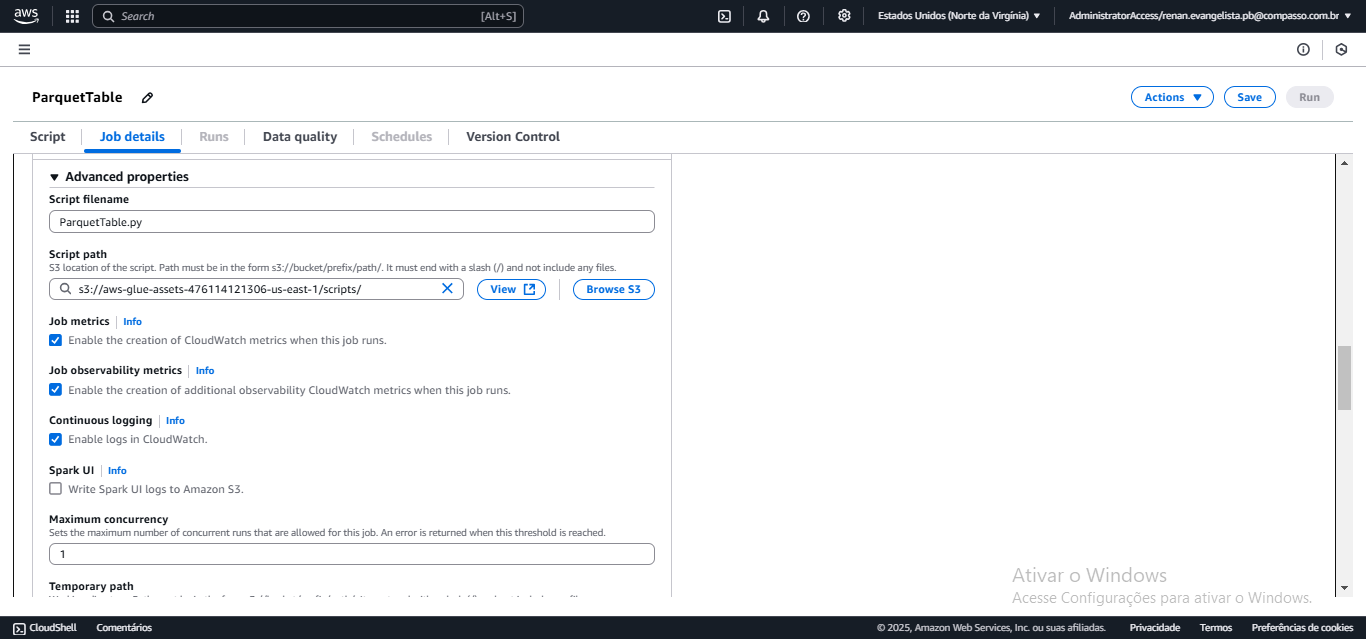 aws
Search
[Alt+S]
Estados Unidos (Norte da Virgínia)
AdministratorAccess/renan.evangelista.pb@compasso.com.br
ParquetTable
Actions
Save
Run
Script
Job details
Runs
Data quality
Schedules
Version Control
Advanced properties
Script filename
ParquetTable.py
Script path
S3 location of the script. Path must be in the form s3://bucket/prefix/path/. It must end with a slash (/) and not include any files.
s3://aws-glue-assets-476114121306-us-east-1/scripts/
View
Browse S3
Job metrics
Info
Enable the creation of CloudWatch metrics when this job runs.
Job observability metrics
Info
Enable the creation of additional observability CloudWatch metrics when this job runs.
Continuous logging
Info
Enable logs in CloudWatch.
Spark UI
Info
Write Spark UI logs to Amazon S3.
Maximum concurrency
Sets the maximum number of concurrent runs that are allowed for this job. An error is returned when this threshold is reached.
1
Temporary path
Ativar o Windows
Acesse Configurações para ativar o Windows.
CloudShell
Comentários
© 2025, Amazon Web Services, Inc. ou suas afiliadas.
Privacidade
Termos
Preferências de cookies